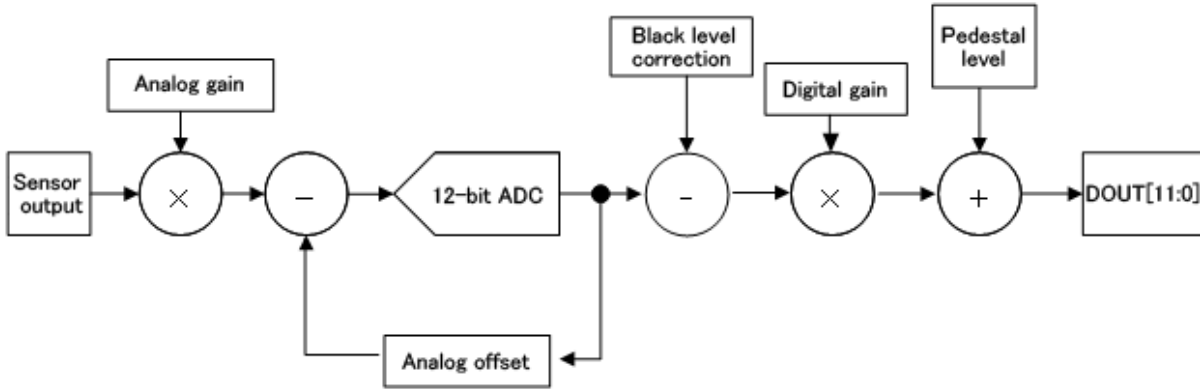 Black level
correction
Pedestal
level
Analog gain
Digital gain
Sensor
output
×
−
12-bit ADC
-
×
+
DOUT[11:0]
Analog offset